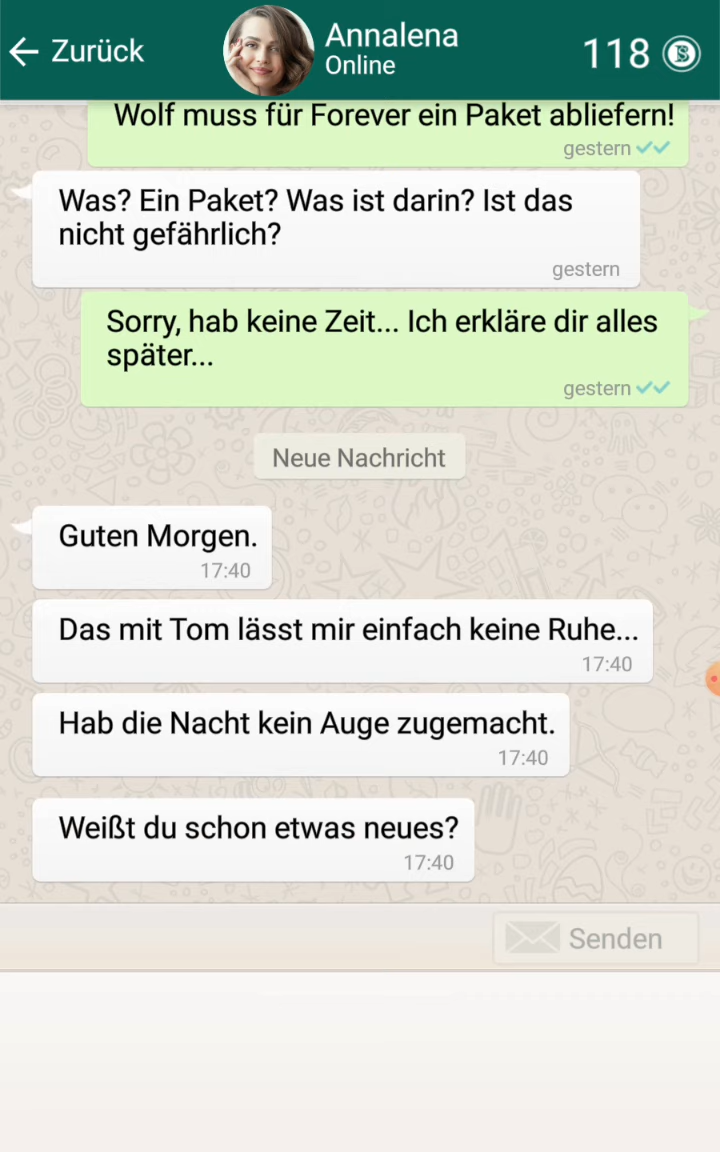 Zurück
Annalena
Online
118
Wolf muss für Forever ein Paket abliefern!
gestern
Was? Ein Paket? Was ist darin? Ist das
nicht gefährlich?
gestern
Sorry, hab keine Zeit... Ich erkläre dir alles
später...
gestern
Neue Nachricht
Guten Morgen.
17:40
Das mit Tom lässt mir einfach keine Ruhe...
17:40
Hab die Nacht kein Auge zugemacht.
17:40
Weißt du schon etwas neues?
17:40
Senden